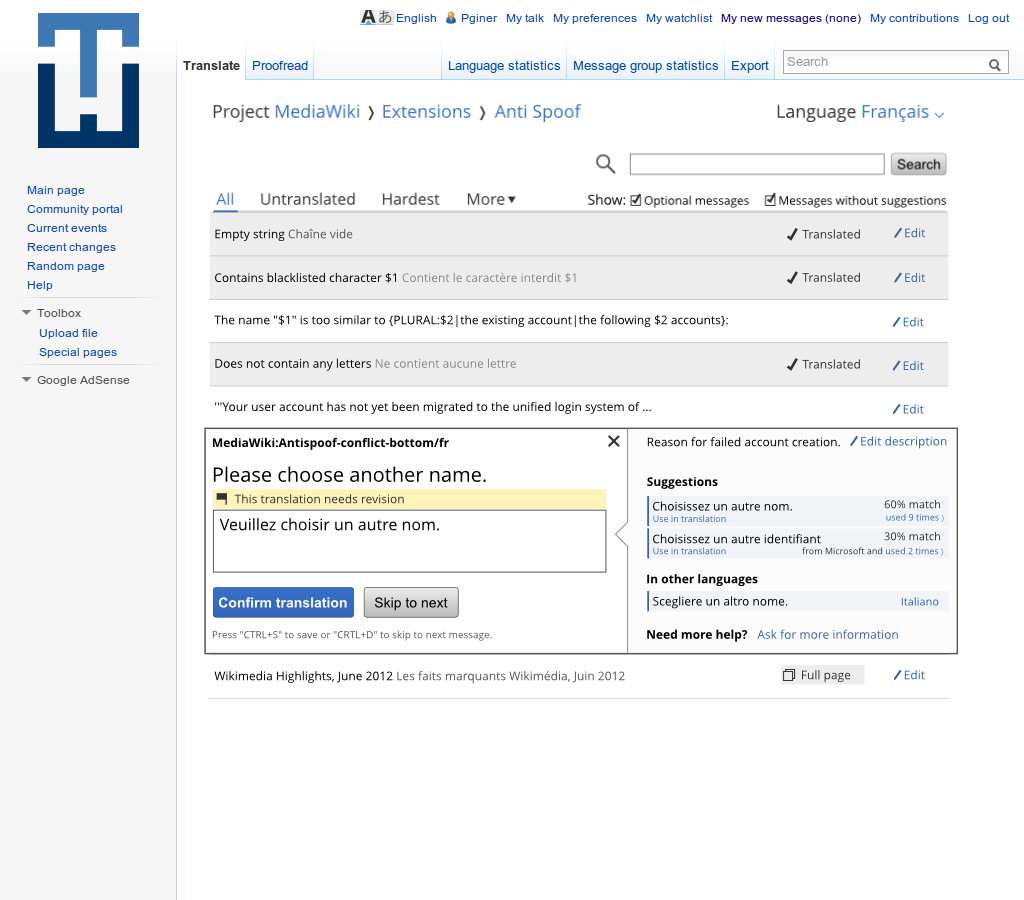 Aあ English Pginer My talk My preferences My watchlist My new messages (none) My contributions Log out
Translate Proofread Language statistics Message group statistics Export Search
Project MediaWiki ❭ Extensions ❭ Anti Spoof Language Français
Search
All Untranslated Hardest More ▾ Show: Optional messages Messages without suggestions
Main page
Community portal
Current events
Recent changes
Random page
Help
Toolbox
Upload file
Special pages
Google AdSense
Empty string Chaîne vide Translated Edit
Contains blacklisted character $1 Contient le caractère interdit $1 Translated Edit
The name "$1" is too similar to {PLURAL:$2|the existing account|the following $2 accounts}: Edit
Does not contain any letters Ne contient aucune lettre Translated Edit
'''Your user account has not yet been migrated to the unified login system of ... Edit
MediaWiki:Antispoof-conflict-bottom/fr
Please choose another name.
This translation needs revision
Veuillez choisir un autre nom.
Confirm translation Skip to next
Press "CTRL+S" to save or "CRTL+D" to skip to next message.
Reason for failed account creation. Edit description
Suggestions
Choisissez un autre nom. 60% match
Use in translation used 9 times ⟩
Choisissez un autre identifiant 30% match
Use in translation from Microsoft and used 2 times ⟩
In other languages
Scegliere un altro nome. Italiano
Need more help? Ask for more information
Wikimedia Highlights, June 2012 Les faits marquants Wikimédia, Juin 2012 Full page Edit